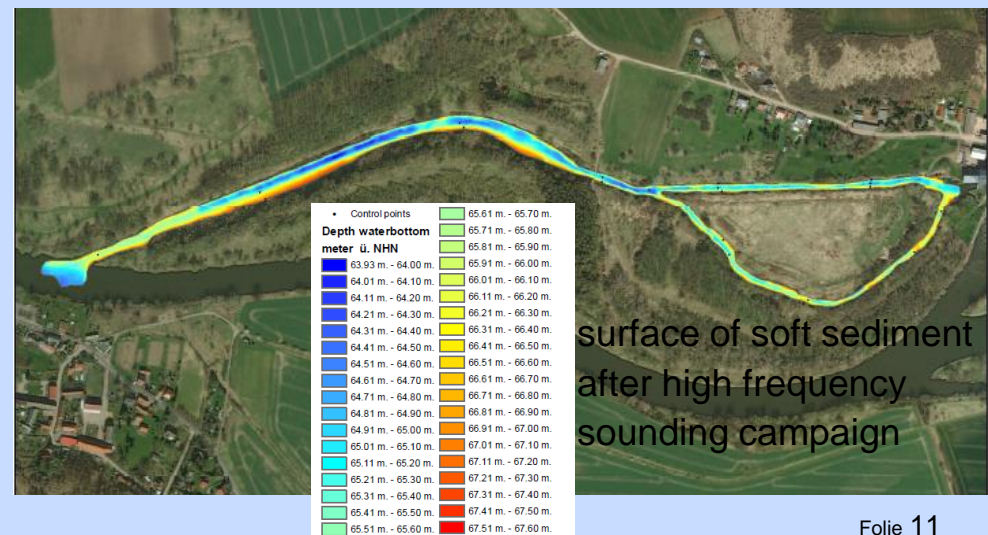 Control points
Depth waterbottom
meter ü. NHN
63.93 m. - 64.00 m.
64.01 m. - 64.10 m.
64.11 m. - 64.20 m.
64.21 m. - 64.30 m.
64.31 m. - 64.40 m.
64.41 m. - 64.50 m.
64.51 m. - 64.60 m.
64.61 m. - 64.70 m.
64.71 m. - 64.80 m.
64.81 m. - 64.90 m.
64.91 m. - 65.00 m.
65.01 m. - 65.10 m.
65.11 m. - 65.20 m.
65.21 m. - 65.30 m.
65.31 m. - 65.40 m.
65.41 m. - 65.50 m.
65.51 m. - 65.60 m.
65.61 m. - 65.70 m.
65.71 m. - 65.80 m.
65.81 m. - 65.90 m.
65.91 m. - 66.00 m.
66.01 m. - 66.10 m.
66.11 m. - 66.20 m.
66.21 m. - 66.30 m.
66.31 m. - 66.40 m.
66.41 m. - 66.50 m.
66.51 m. - 66.60 m.
66.61 m. - 66.70 m.
66.71 m. - 66.80 m.
66.81 m. - 66.90 m.
66.91 m. - 67.00 m.
67.01 m. - 67.10 m.
67.11 m. - 67.20 m.
67.21 m. - 67.30 m.
67.31 m. - 67.40 m.
67.41 m. - 67.50 m.
67.51 m. - 67.60 m.
surface of soft sediment
after high frequency
sounding campaign
Folie 11